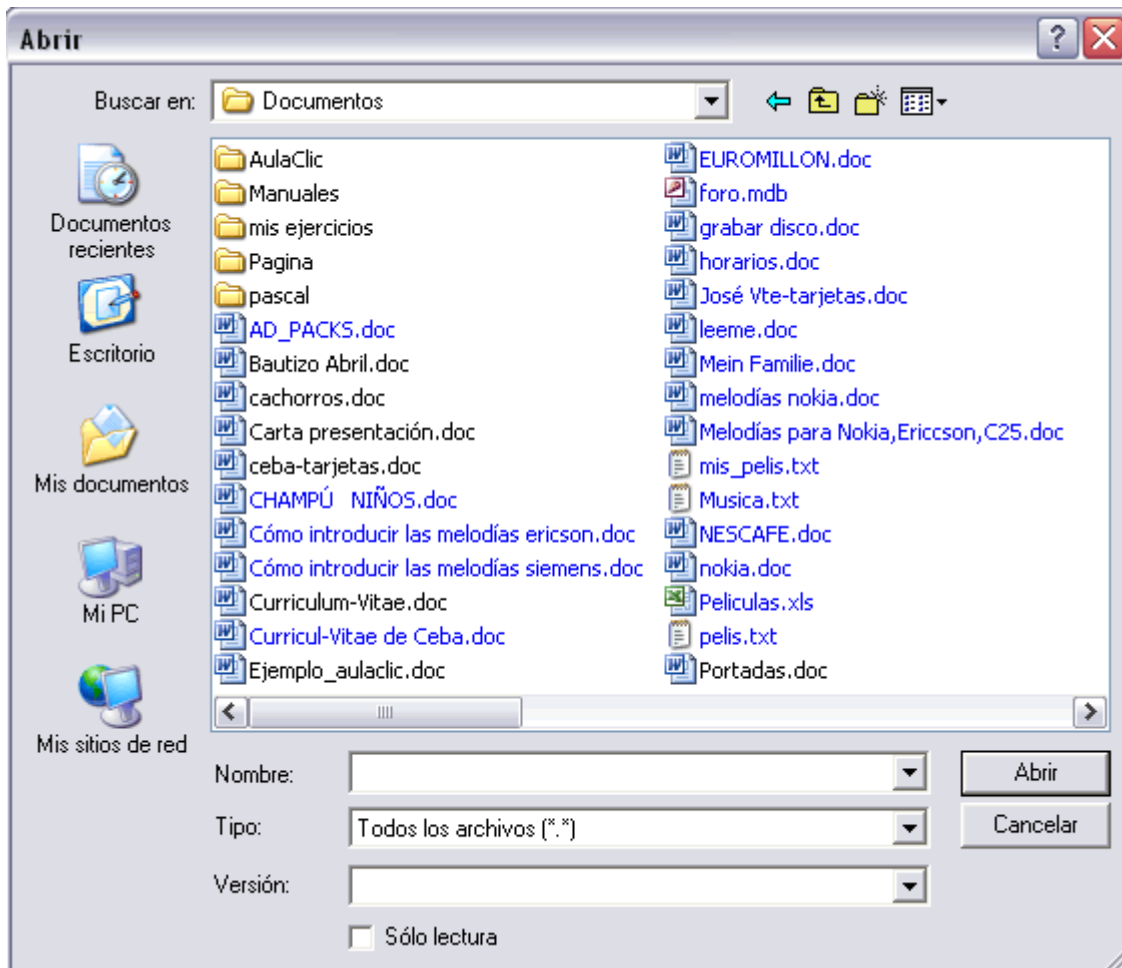 Abrir
Buscar en:
Documentos
Documentos
recientes
Escritorio
Mis documentos
Mi PC
Mis sitios de red
AulaClic
Manuales
mis ejercicios
Pagina
pascal
AD_PACKS.doc
Bautizo Abril.doc
cachorros.doc
Carta presentación.doc
ceba-tarjetas.doc
CHAMPÚ   NIÑOS.doc
Cómo introducir las melodías ericson.doc
Cómo introducir las melodías siemens.doc
Curriculum-Vitae.doc
Curricul-Vitae de Ceba.doc
Ejemplo_aulaclic.doc
EUROMILLON.doc
foro.mdb
grabar disco.doc
horarios.doc
José Vte-tarjetas.doc
leeme.doc
Mein Familie.doc
melodías nokia.doc
Melodías para Nokia,Ericcson,C25.doc
mis_pelis.txt
Musica.txt
NESCAFE.doc
nokia.doc
Peliculas.xls
pelis.txt
Portadas.doc
Nombre:
Abrir
Tipo:
Todos los archivos (*.*)
Cancelar
Versión:
Sólo lectura